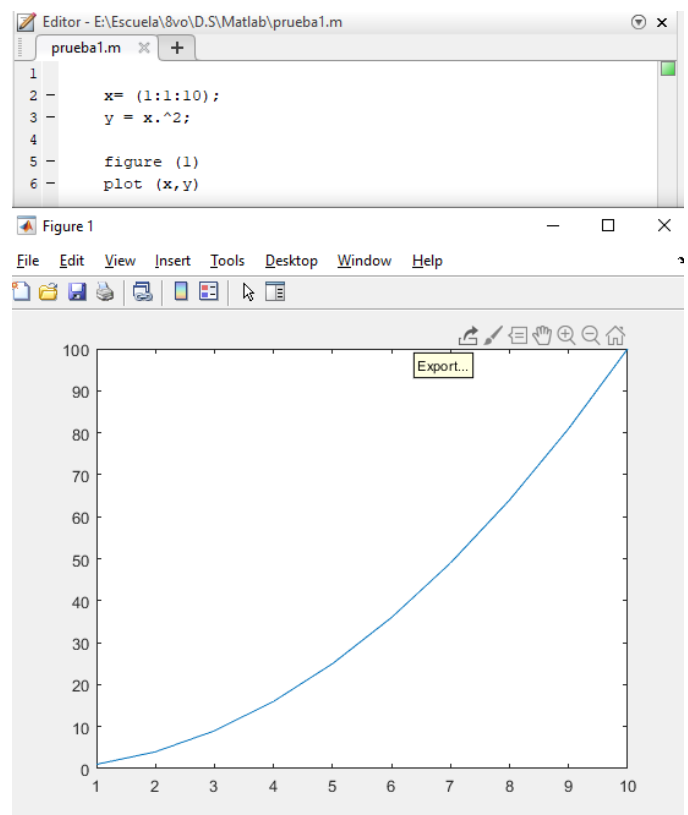 Editor - E:\Escuela\8vo\D.S\Matlab\prueba1.m
prueba1.m
1
2 - x= (1:1:10);
3 - y = x.^2;
4
5 - figure (1)
6 - plot (x,y)
Figure 1
File Edit View Insert Tools Desktop Window Help
Export...
100
90
80
70
60
50
40
30
20
10
0
1 2 3 4 5 6 7 8 9 10